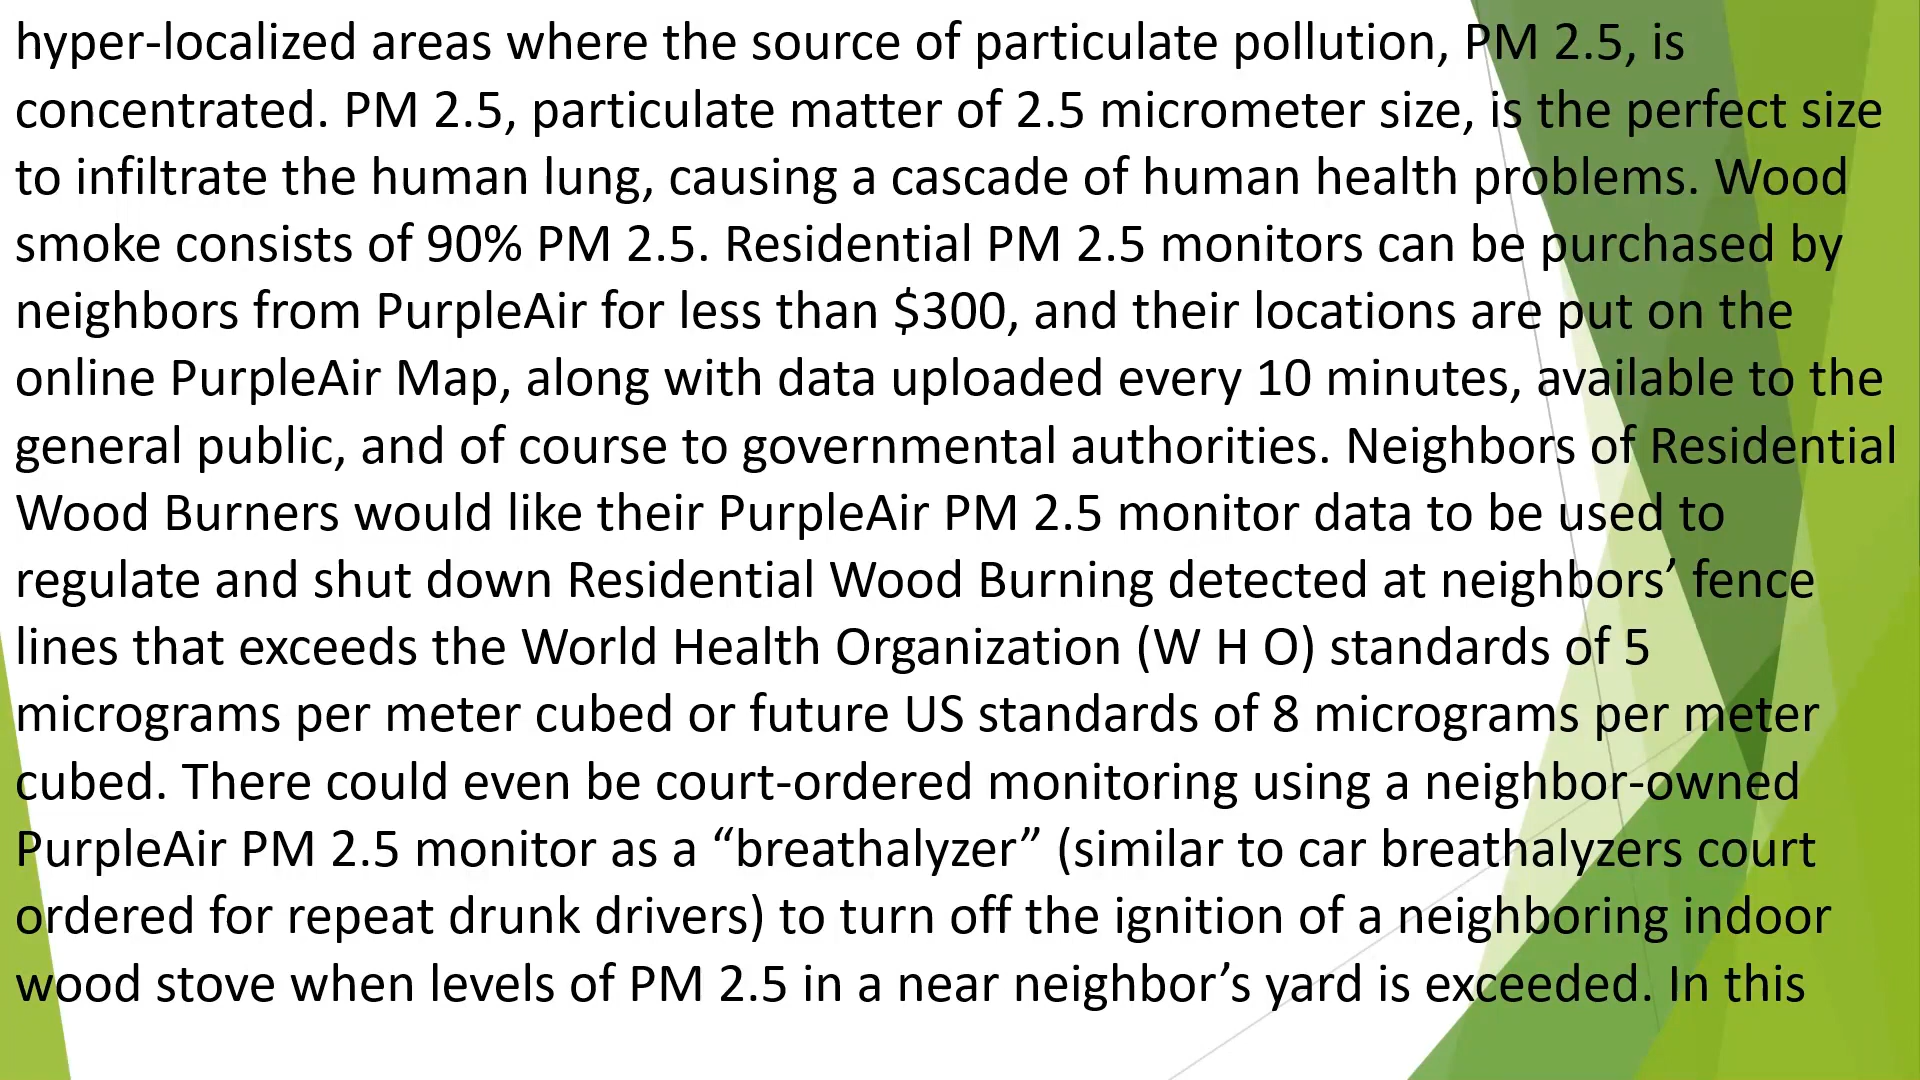 hyper-localized areas where the source of particulate pollution, PM 2.5, is
concentrated. PM 2.5, particulate matter of 2.5 micrometer size, is the perfect size
to infiltrate the human lung, causing a cascade of human health problems. Wood
smoke consists of 90% PM 2.5. Residential PM 2.5 monitors can be purchased by
neighbors from PurpleAir for less than $300, and their locations are put on the
online PurpleAir Map, along with data uploaded every 10 minutes, available to the
general public, and of course to governmental authorities. Neighbors of Residential
Wood Burners would like their PurpleAir PM 2.5 monitor data to be used to
regulate and shut down Residential Wood Burning detected at neighbors’ fence
lines that exceeds the World Health Organization (W H O) standards of 5
micrograms per meter cubed or future US standards of 8 micrograms per meter
cubed. There could even be court-ordered monitoring using a neighbor-owned
PurpleAir PM 2.5 monitor as a “breathalyzer” (similar to car breathalyzers court
ordered for repeat drunk drivers) to turn off the ignition of a neighboring indoor
wood stove when levels of PM 2.5 in a near neighbor’s yard is exceeded. In this